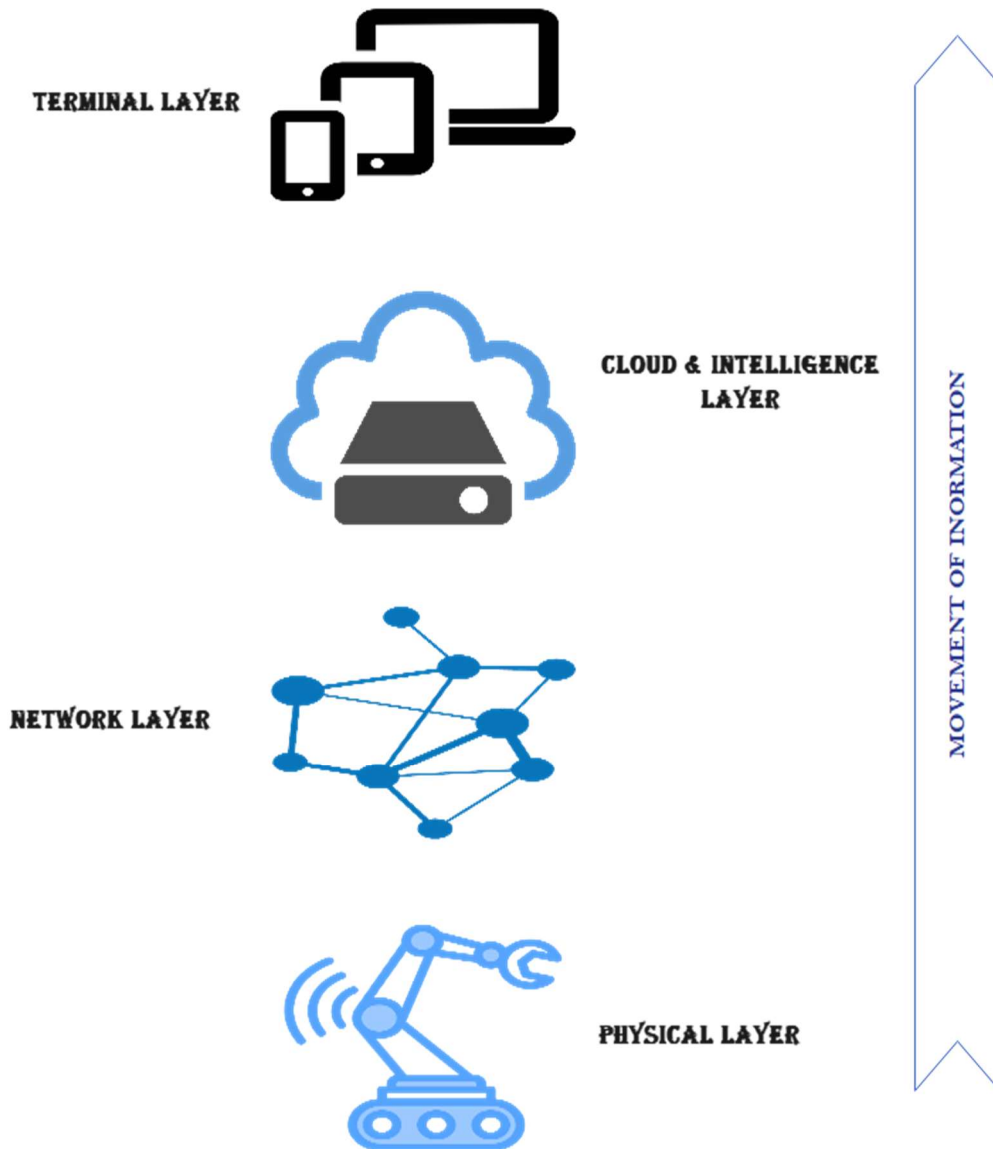 TERMINAL LAYER
CLOUD & INTELLIGENCE
LAYER
MOVEMENT OF INORMATION
NETWORK LAYER
PHYSICAL LAYER